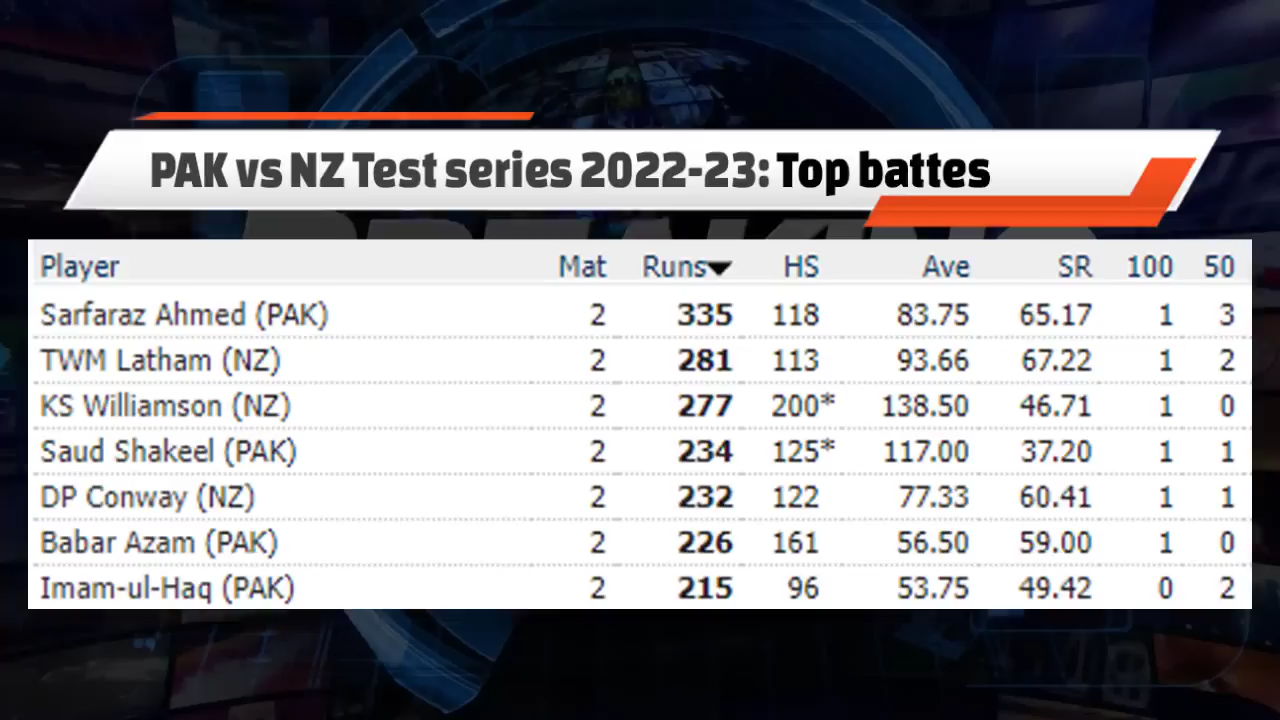 PAK vs NZ Test series 2022-23: Top battes
Player Mat Runs▼ HS Ave SR 100 50
Sarfaraz Ahmed (PAK) 2 335 118 83.75 65.17 1 3
TWM Latham (NZ) 2 281 113 93.66 67.22 1 2
KS Williamson (NZ) 2 277 200* 138.50 46.71 1 0
Saud Shakeel (PAK) 2 234 125* 117.00 37.20 1 1
DP Conway (NZ) 2 232 122 77.33 60.41 1 1
Babar Azam (PAK) 2 226 161 56.50 59.00 1 0
Imam-ul-Haq (PAK) 2 215 96 53.75 49.42 0 2